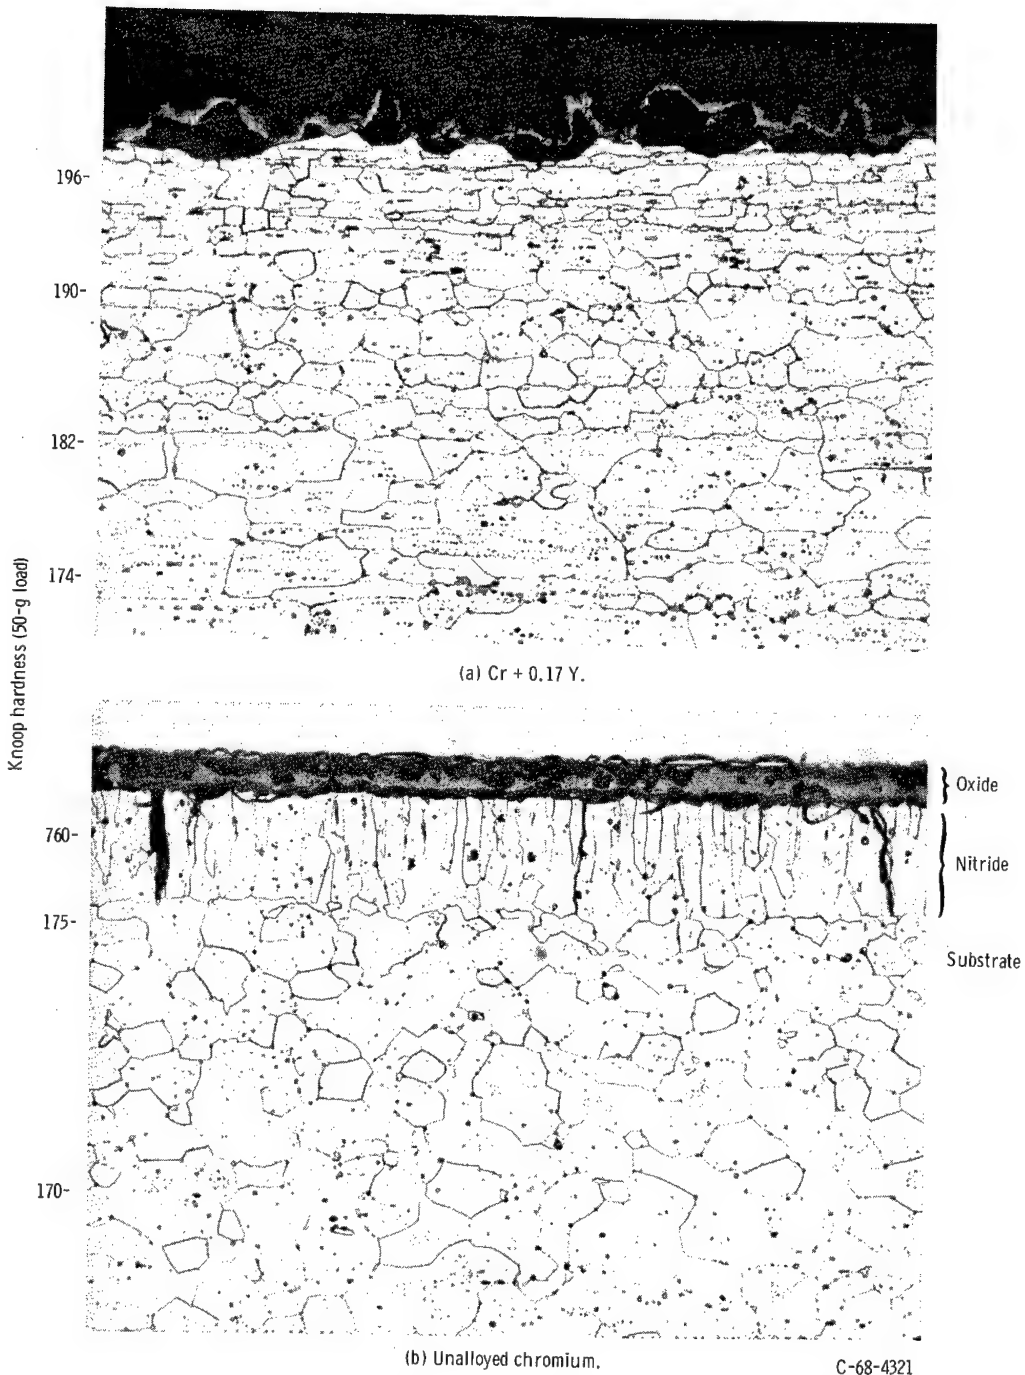 196-
190-
182-
174-
Knoop hardness (50-g load)
(a) Cr + 0.17 Y.
Oxide
760-
Nitride
175-
Substrate
170-
(b) Unalloyed chromium.
C-68-4321